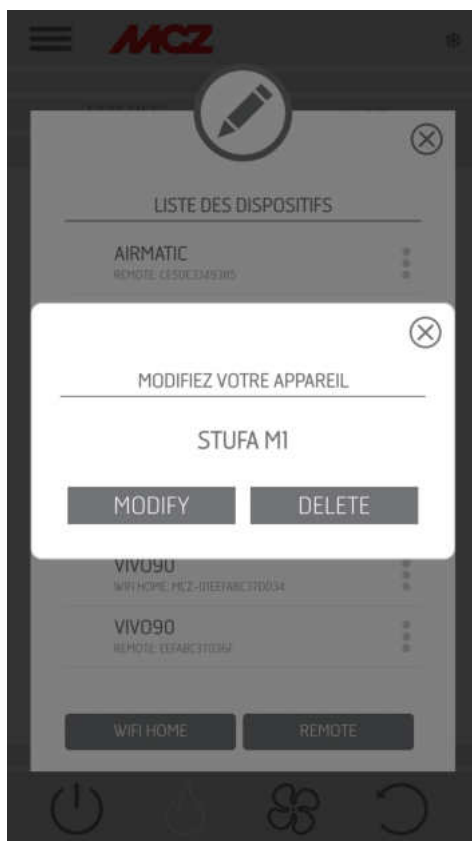 MCZ
LISTE DES DISPOSITIFS
AIRMATIC
MODIFIEZ VOTRE APPAREIL
STUFA M1
MODIFY DELETE
VIVO90
VIVO90
WIFI HOME REMOTE